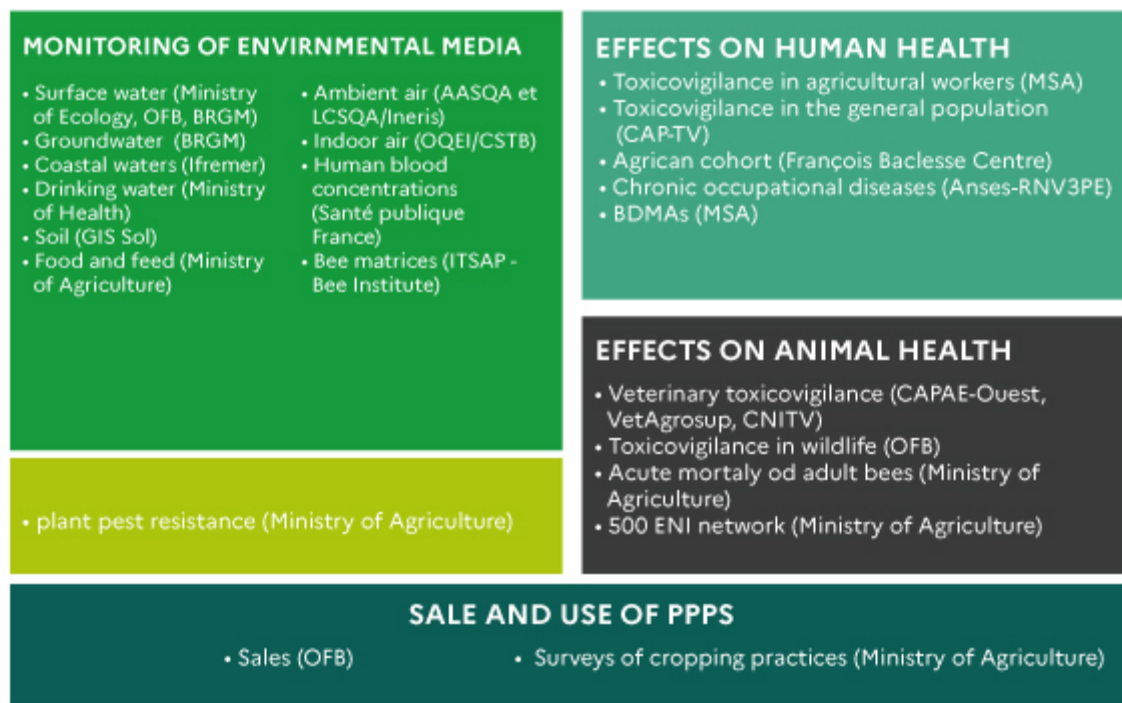 MONITORING OF ENVIRNMENTAL MEDIA
• Surface water (Ministry
of Ecology, OFB, BRGM)
• Groundwater (BRGM)
• Coastal waters (Ifremer)
• Drinking water (Ministry
of Health)
• Soil (GIS Sol)
• Food and feed (Ministry
of Agriculture)
• Ambient air (AASQA et
LCSQA/Ineris)
• Indoor air (OQEI/CSTB)
• Human blood
concentrations
(Santé publique
France)
• Bee matrices (ITSAP -
Bee Institute)
EFFECTS ON HUMAN HEALTH
• Toxicovigilance in agricultural workers (MSA)
• Toxicovigilance in the general population
(CAP-TV)
• Agrican cohort (François Baclesse Centre)
• Chronic occupational diseases (Anses-RNV3PE)
• BDMAs (MSA)
EFFECTS ON ANIMAL HEALTH
• Veterinary toxicovigilance (CAPAE-Ouest,
VetAgrosup, CNITV)
• Toxicovigilance in wildlife (OFB)
• Acute mortaly od adult bees (Ministry of
Agriculture)
• 500 ENI network (Ministry of Agriculture)
• plant pest resistance (Ministry of Agriculture)
SALE AND USE OF PPPS
• Sales (OFB)
• Surveys of cropping practices (Ministry of Agriculture)